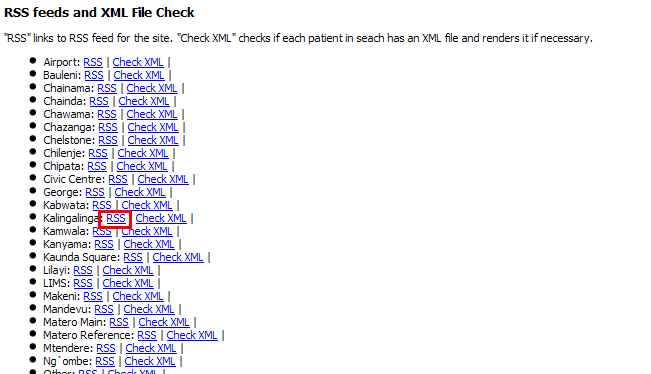 RSS feeds and XML File Check
"RSS" links to RSS feed for the site. "Check XML" checks if each patient in seach has an XML file and renders it if necessary.
Airport: RSS | Check XML |
Bauleni: RSS | Check XML |
Chainama: RSS | Check XML |
Chainda: RSS | Check XML |
Chawama: RSS | Check XML |
Chazanga: RSS | Check XML |
Chelstone: RSS | Check XML |
Chilenje: RSS | Check XML |
Chipata: RSS | Check XML |
Civic Centre: RSS | Check XML |
George: RSS | Check XML |
Kabwata: RSS | Check XML |
Kalingalinga: RSS Check XML |
Kamwala: RSS | Check XML |
Kanyama: RSS | Check XML |
Kaunda Square: RSS | Check XML |
Lilayi: RSS | Check XML |
LIMS: RSS | Check XML |
Makeni: RSS | Check XML |
Mandevu: RSS | Check XML |
Matero Main: RSS | Check XML |
Matero Reference: RSS | Check XML |
Mtendere: RSS | Check XML |
Ng`ombe: RSS | Check XML |
Other: RSS | Check XML |